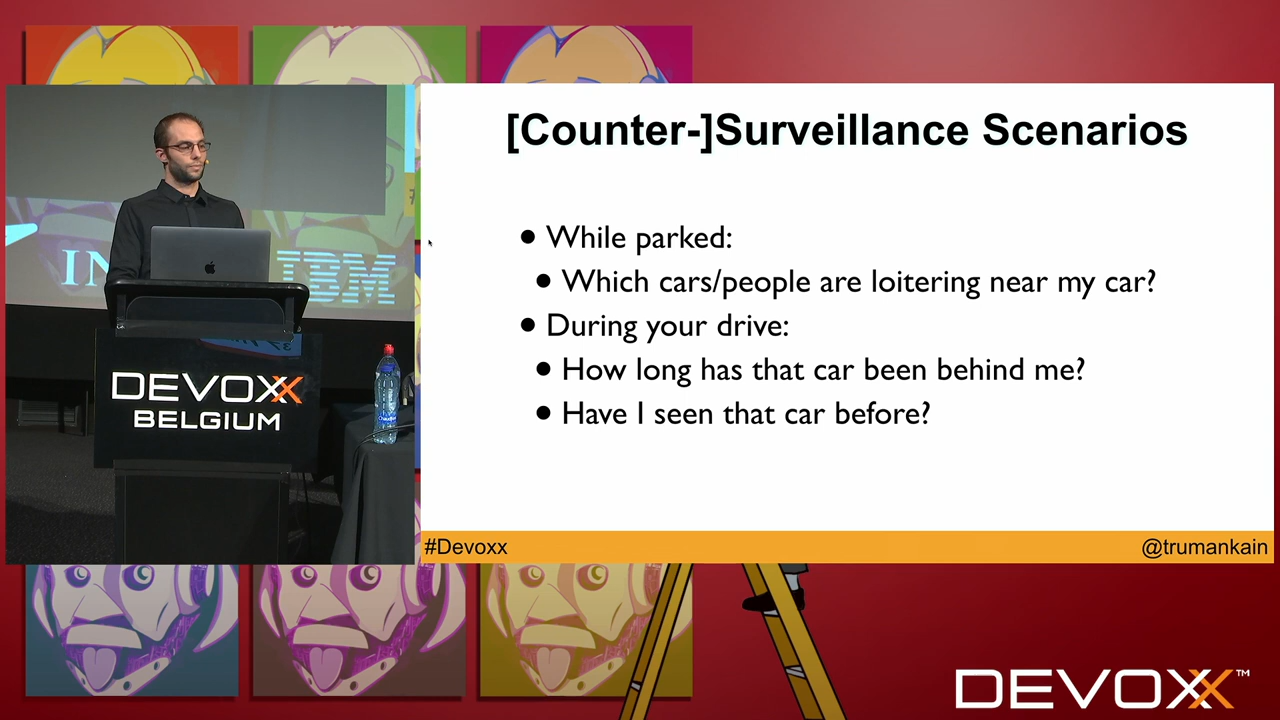 [Counter-]Surveillance Scenarios
• While parked:
• Which cars/people are loitering near my car?
• During your drive:
• How long has that car been behind me?
• Have I seen that car before?
#Devoxx
@trumankain
IN
IBM
DEVOXX
BELGIUM
DEVOXX™